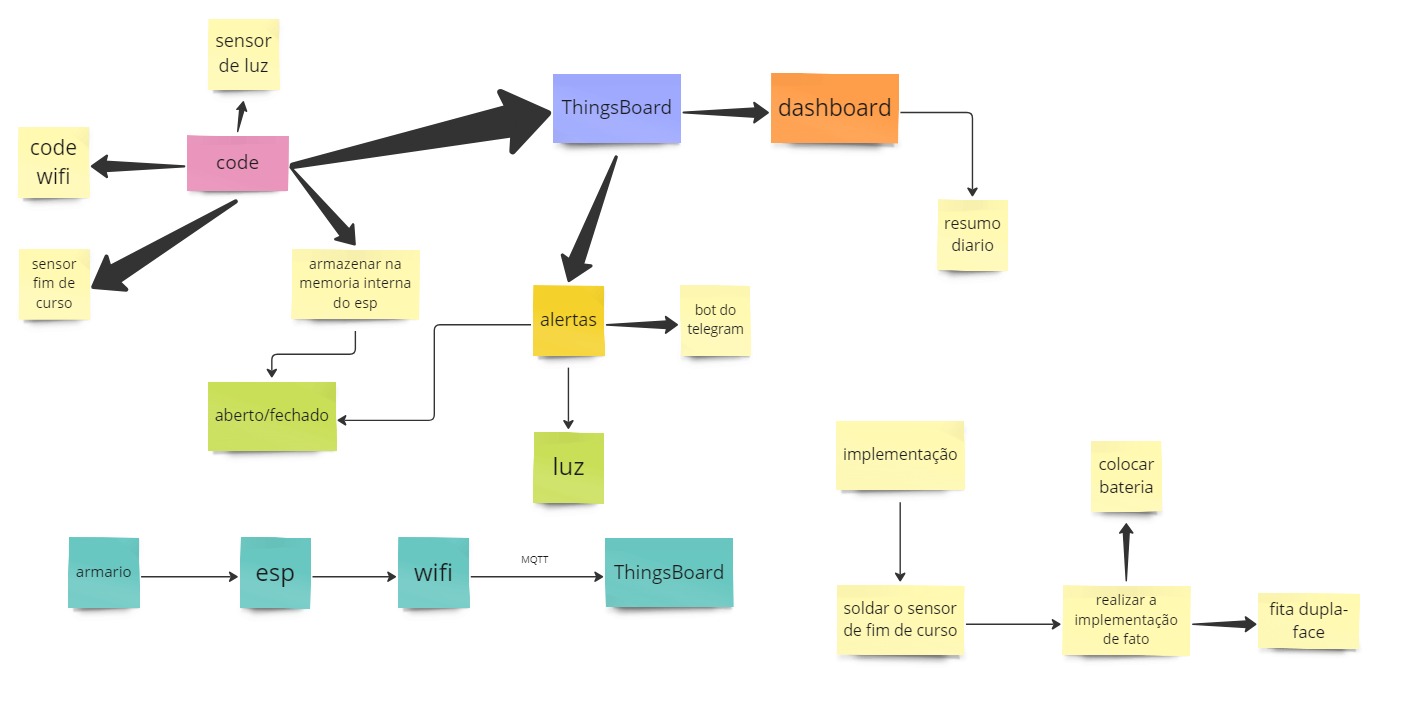 sensor
de luz
code
wifi
code
ThingsBoard
dashboard
sensor
fim de
curso
armazenar na
memoria interna
do esp
resumo
diario
alertas
bot do
telegram
aberto/fechado
luz
implementação
colocar
bateria
armario
esp
wifi
MQTT
ThingsBoard
soldar o sensor
de fim de curso
realizar a
implementação
de fato
fita dupla-
face